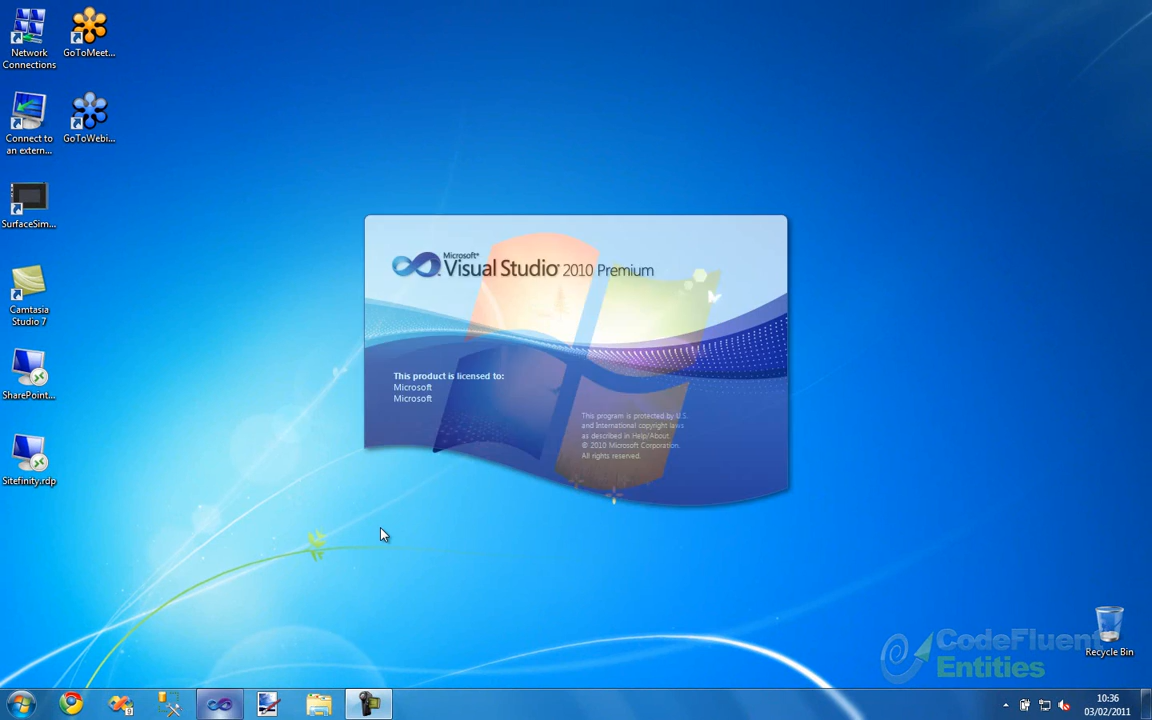 Network
Connections
GoToMeet...
Connect to
an extern...
GoToWebi...
SurfaceSim...
Camtasia
Studio 7
SharePoint...
Sitefinity.rdp
Microsoft®
Visual Studio® 2010 Premium
This product is licensed to:
Microsoft
Microsoft
This program is protected by U.S.
and International copyright laws
as described in Help/About.
© 2010 Microsoft Corporation.
All rights reserved.
CodeFluent
Entities
Recycle Bin
9
10:36
03/02/2011